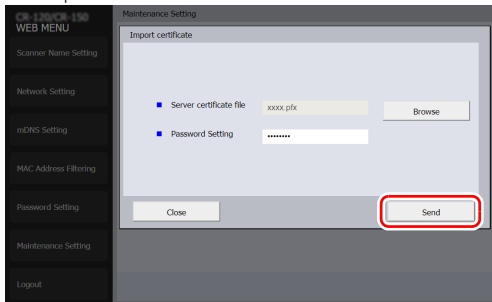 CR-120/CR-150
WEB MENU
Maintenance Setting
Scanner Name Setting
Network Setting
mDNS Setting
MAC Address Filtering
Password Setting
Maintenance Setting
Logout
Import certificate
Server certificate file
xxxx.pfx
Browse
Password Setting
••••••••
Close
Send